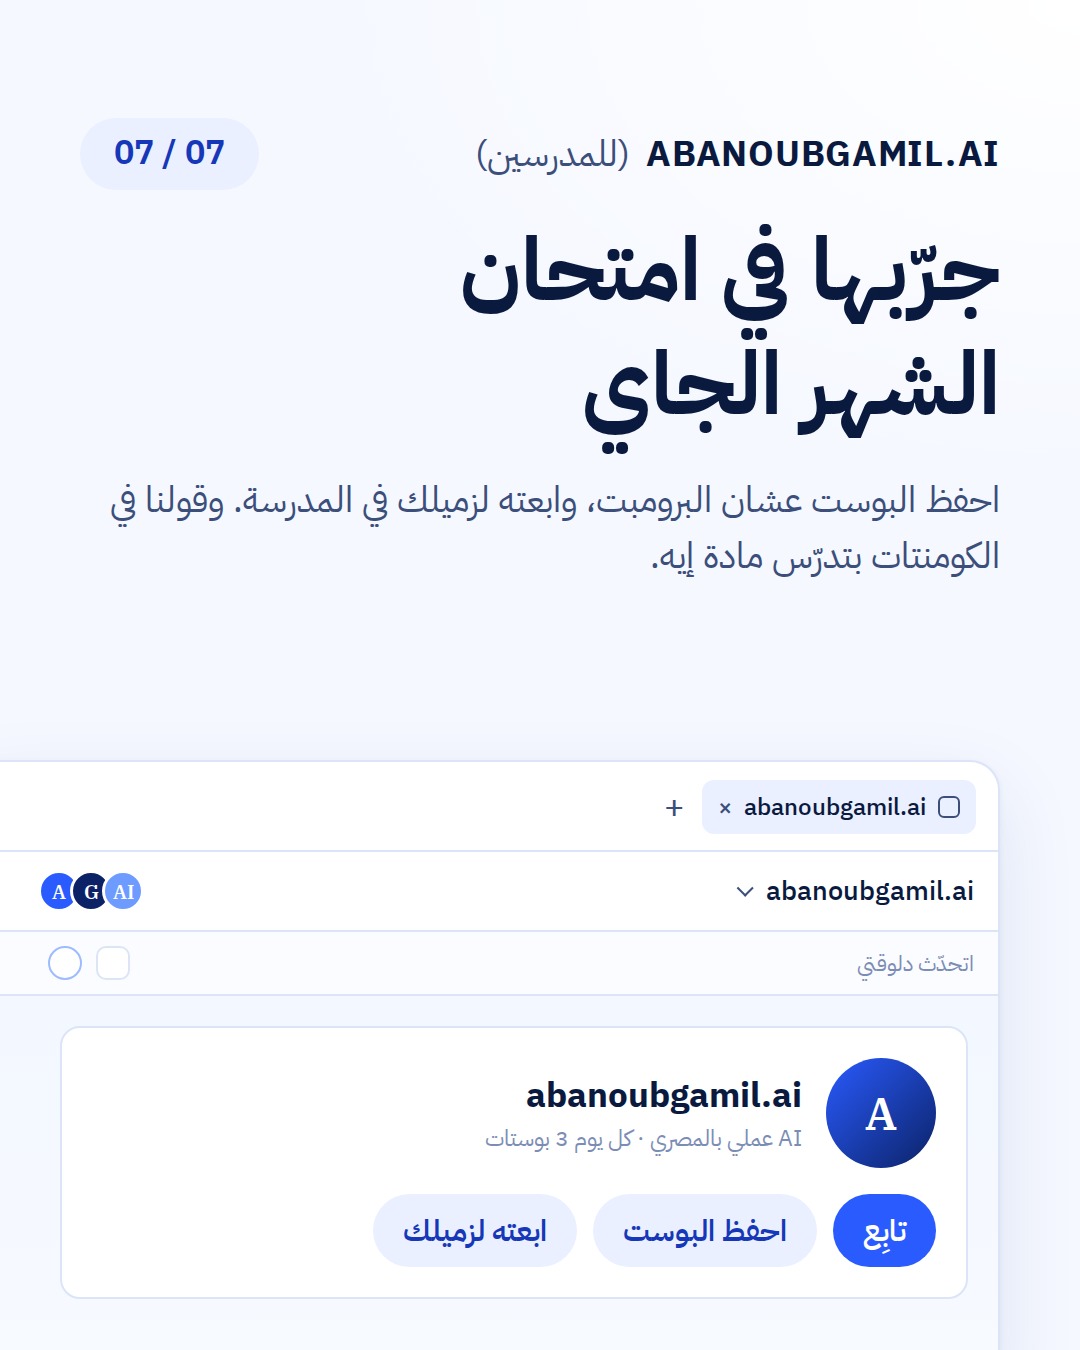 ABANOUBGAMIL.AI (للمدرسين)
07 / 07
جرّبها في امتحان
الشهر الجاي
احفظ البوست عشان البرومبت، وابعته لزميلك في المدرسة. وقولنا في
الكومنتات بتدرّس مادة إيه.
abanoubgamil.ai × +
abanoubgamil.ai
AI G A
اتحدّث دلوقتي
A
abanoubgamil.ai
AI عملي بالمصري · كل يوم 3 بوستات
تابِع
احفظ البوست
ابعته لزميلك